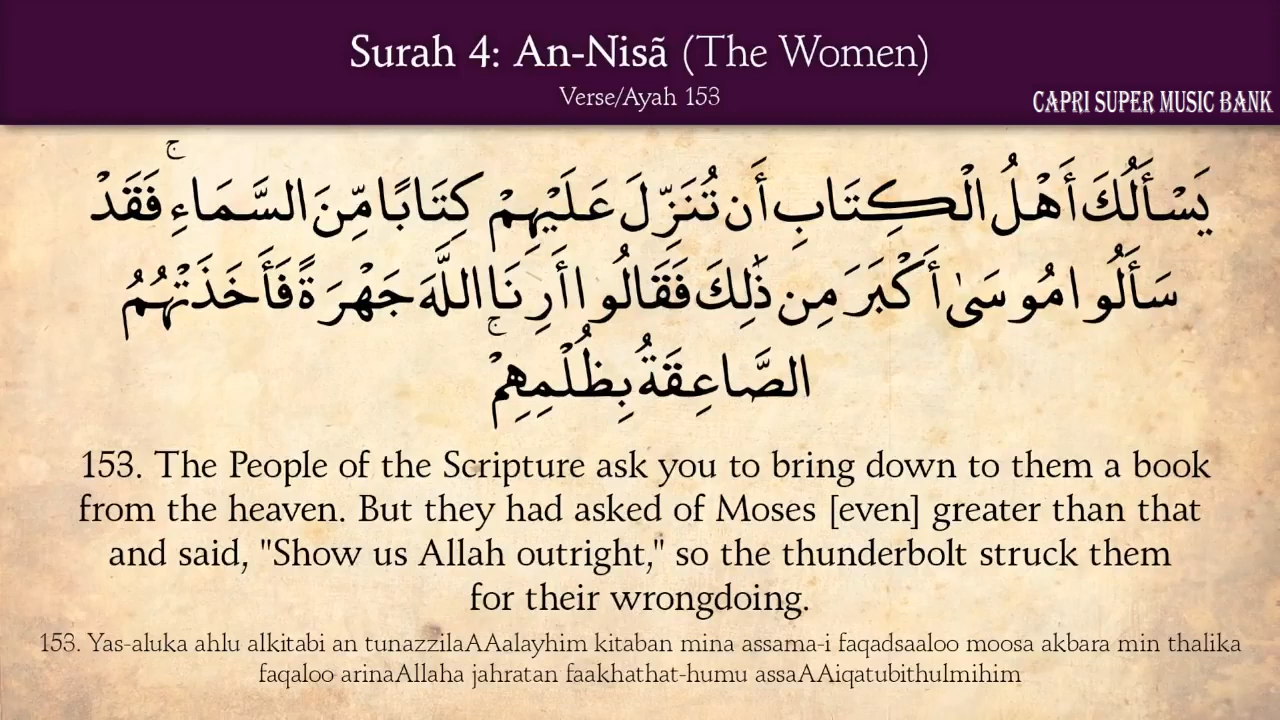 Surah 4: An-Nisã (The Women)
Verse/Ayah 153
CAPRI SUPER MUSIC BANK
يَسْأَلُكَ أَهْلُ الْكِتَابِ أَن تُنَزِّلَ عَلَيْهِمْ كِتَابًا مِّنَ السَّمَاءِ ۚ فَقَدْ
سَأَلُوا مُوسَىٰ أَكْبَرَ مِن ذَٰلِكَ فَقَالُوا أَرِنَا اللَّهَ جَهْرَةً فَأَخَذَتْهُمُ
الصَّاعِقَةُ بِظُلْمِهِمْ ۚ
153. The People of the Scripture ask you to bring down to them a book
from the heaven. But they had asked of Moses [even] greater than that
and said, "Show us Allah outright," so the thunderbolt struck them
for their wrongdoing.
153. Yas-aluka ahlu alkitabi an tunazzilaAAalayhim kitaban mina assama-i faqadsaaloo moosa akbara min thalika
faqaloo arinaAllaha jahratan faakhathat-humu assaAAiqatubithulmihim